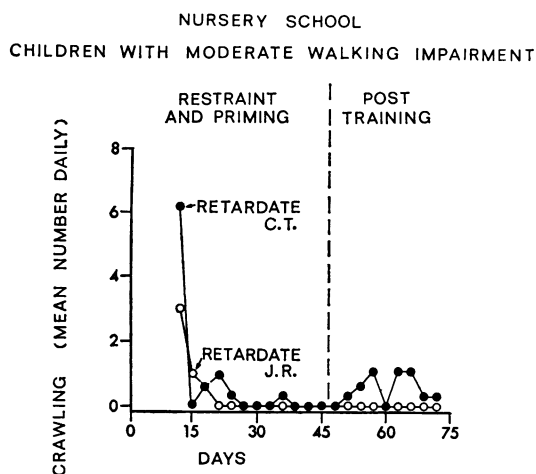 NURSERY SCHOOL
CHILDREN WITH MODERATE WALKING IMPAIRMENT
RESTRAINT
AND PRIMING
POST
TRAINING
CRAWLING (MEAN NUMBER DAILY)
8
6
4
2
0
RETARDATE
C.T.
RETARDATE
J.R.
0 15 30 45 60 75
DAYS